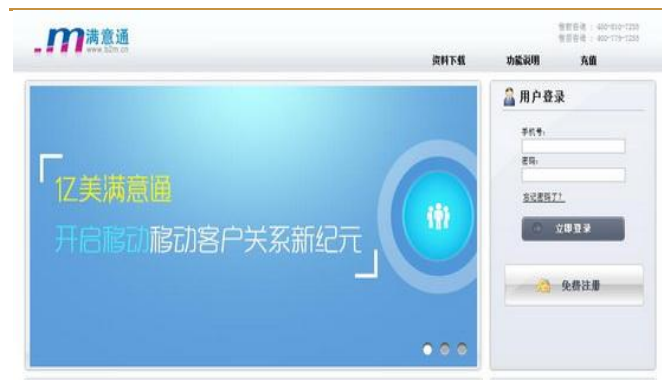 满意通
www.b2m.cn
资料下载 功能说明 充值
用户登录
手机号:
密码:
忘记密码了?
立即登录
免费注册
「亿美满意通
开启移动移动客户关系新纪元」